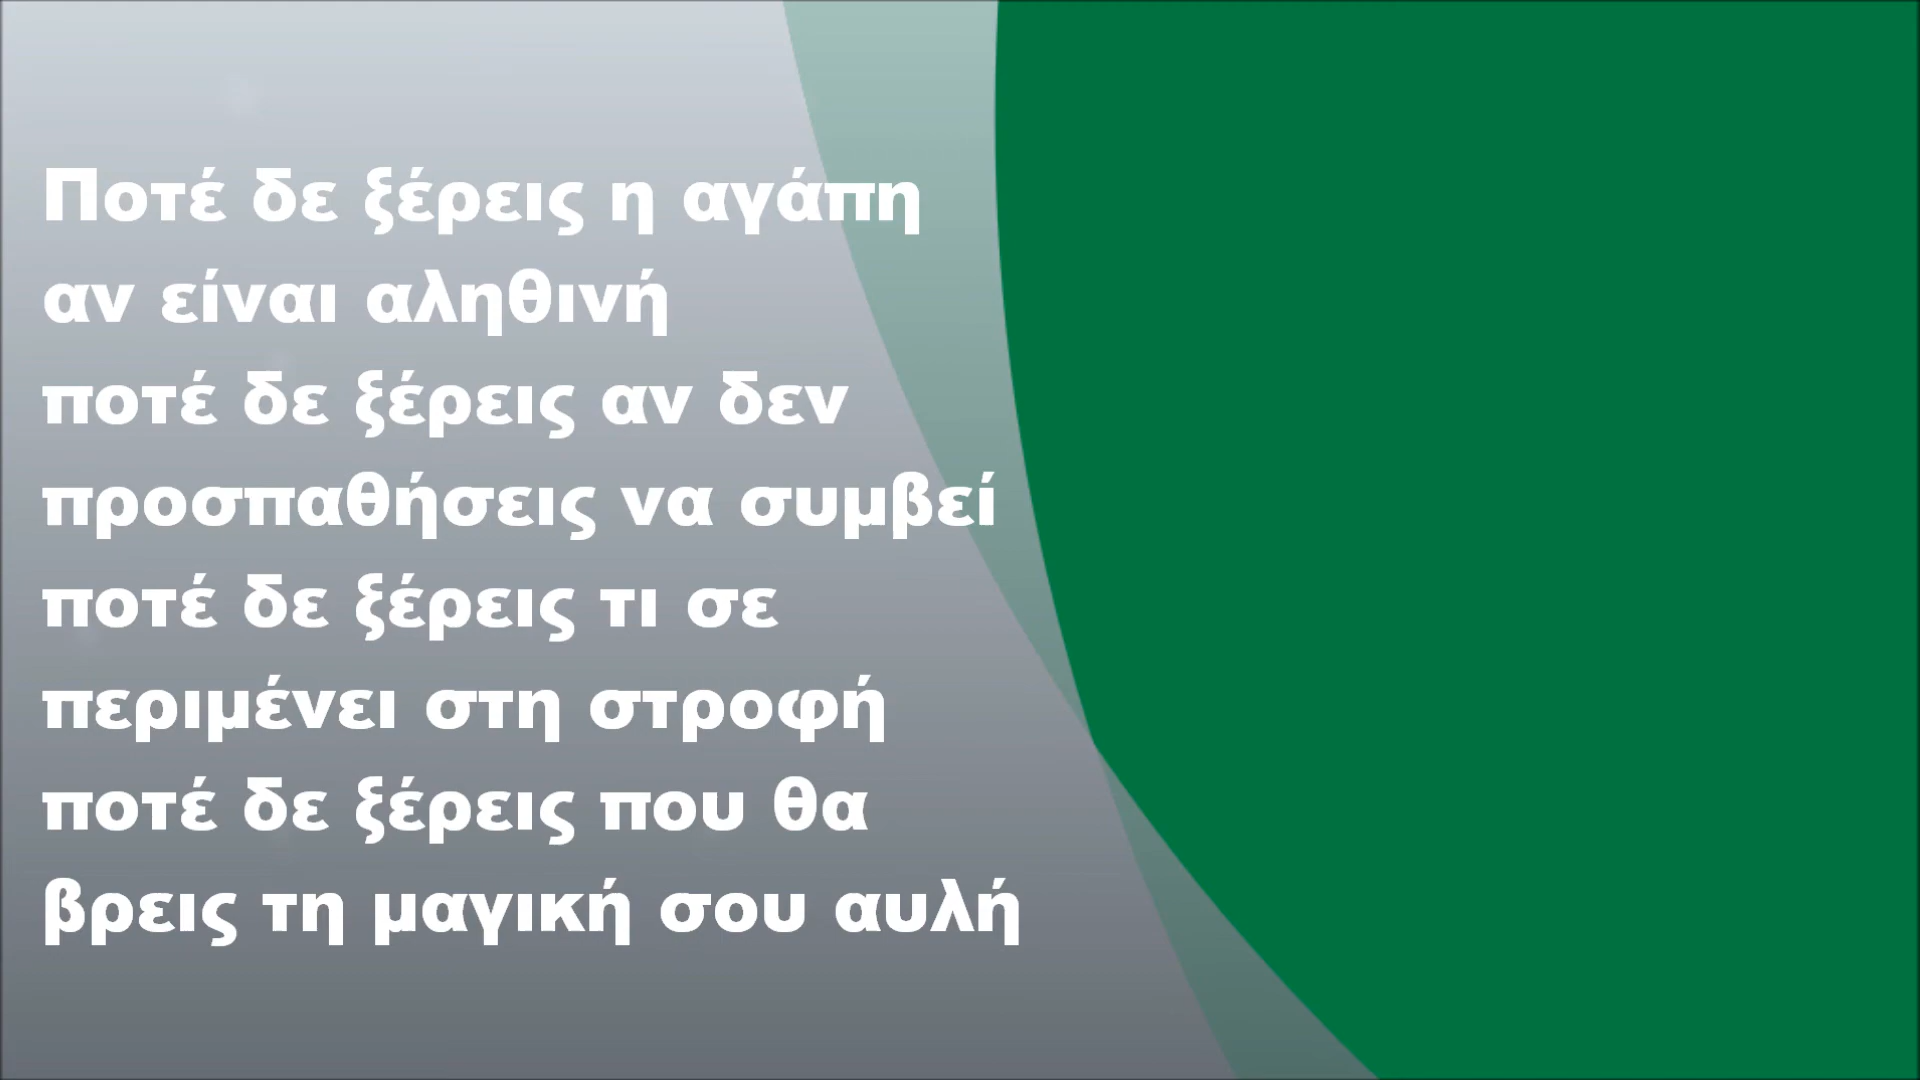 Ποτέ δε ξέρεις η αγάπη
αν είναι αληθινή
ποτέ δε ξέρεις αν δεν
προσπαθήσεις να συμβεί
ποτέ δε ξέρεις τι σε
περιμένει στη στροφή
ποτέ δε ξέρεις που θα
βρεις τη μαγική σου αυλή